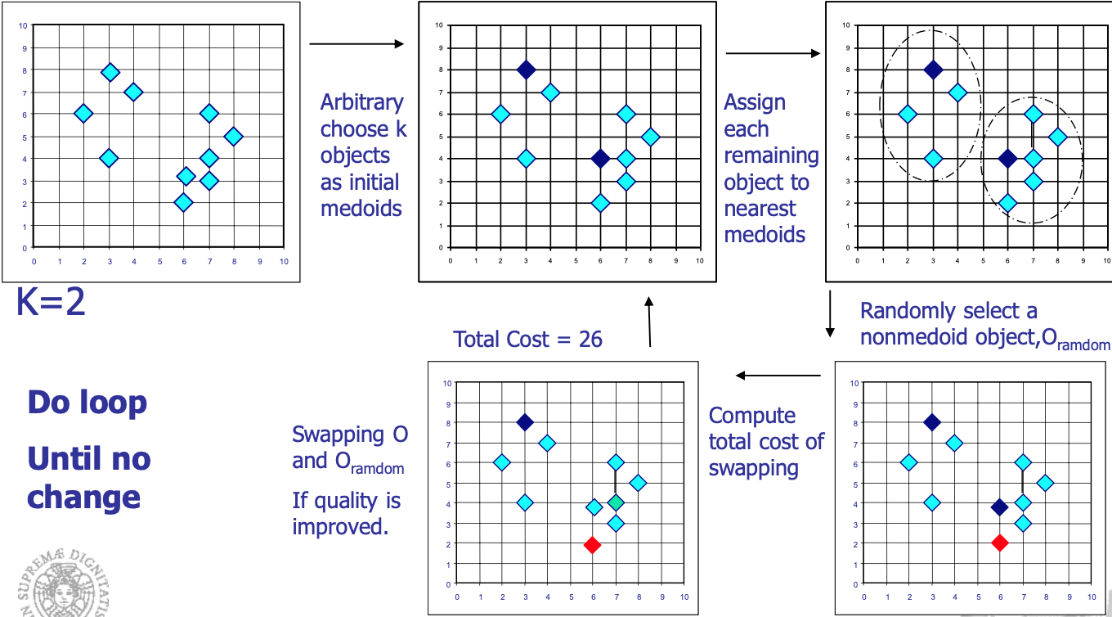 10
9
8
7
6
5
4
3
2
1
0
0 1 2 3 4 5 6 7 8 9 10
Arbitrary
choose k
objects
as initial
medoids
10
9
8
7
6
5
4
3
2
1
0
0 1 2 3 4 5 6 7 8 9 10
Assign
each
remaining
object to
nearest
medoids
10
9
8
7
6
5
4
3
2
1
0
0 1 2 3 4 5 6 7 8 9 10
K=2
Total Cost = 26
Randomly select a
nonmedoid object,Oramdom
Do loop
Until no
change
Swapping O
and Oramdom
If quality is
improved.
10
9
8
7
6
5
4
3
2
1
0
0 1 2 3 4 5 6 7 8 9 10
Compute
total cost of
swapping
10
9
8
7
6
5
4
3
2
1
0
0 1 2 3 4 5 6 7 8 9 10